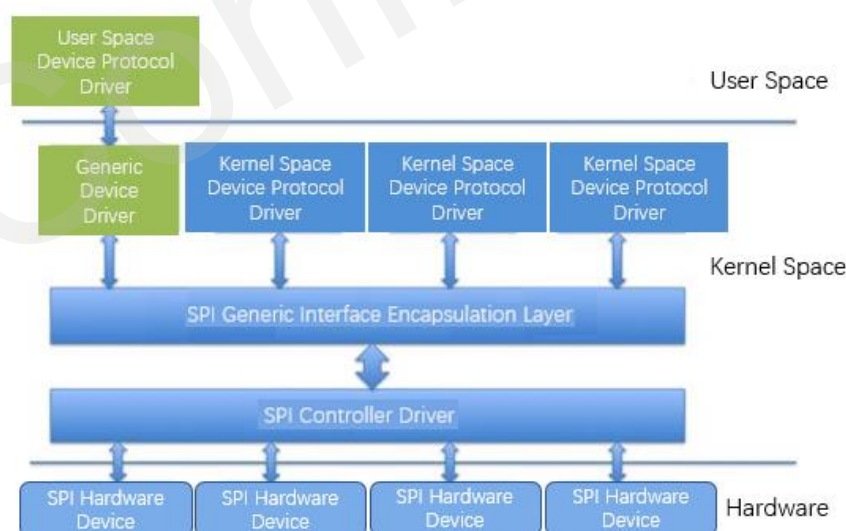 User Space
Device Protocol
Driver
User Space
Generic
Device
Driver
Kernel Space
Device Protocol
Driver
Kernel Space
Device Protocol
Driver
Kernel Space
Device Protocol
Driver
Kernel Space
SPI Generic Interface Encapsulation Layer
SPI Controller Driver
SPI Hardware
Device
SPI Hardware
Device
SPI Hardware
Device
SPI Hardware
Device
Hardware